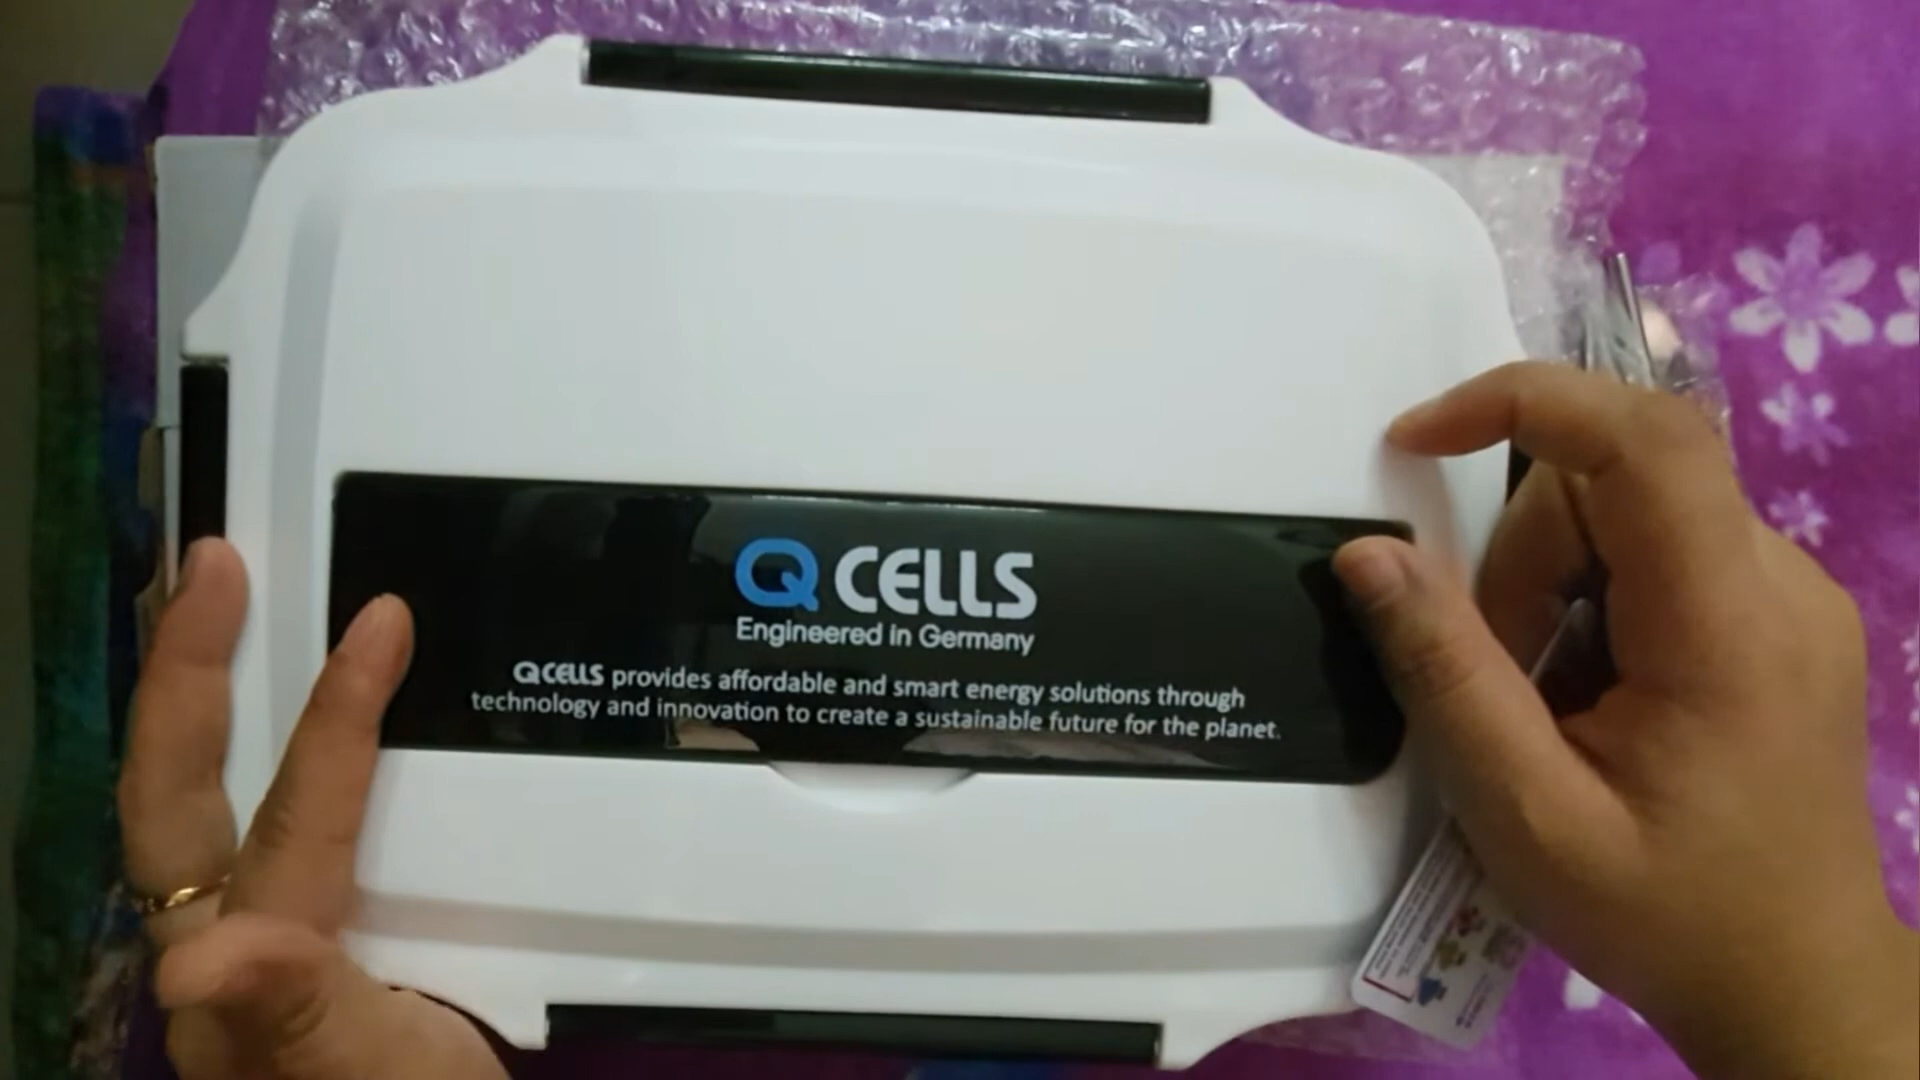 Q CELLS
Engineered in Germany
Q CELLS provides affordable and smart energy solutions through
technology and innovation to create a sustainable future for the planet.